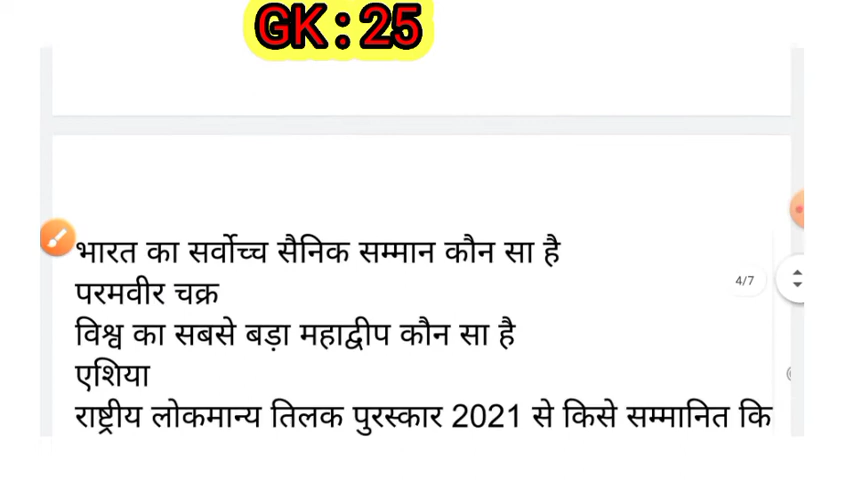 GK : 25
भारत का सर्वोच्च सैनिक सम्मान कौन सा है
परमवीर चक्र
4/7
विश्व का सबसे बड़ा महाद्वीप कौन सा है
एशिया
राष्ट्रीय लोकमान्य तिलक पुरस्कार 2021 से किसे सम्मानित कि